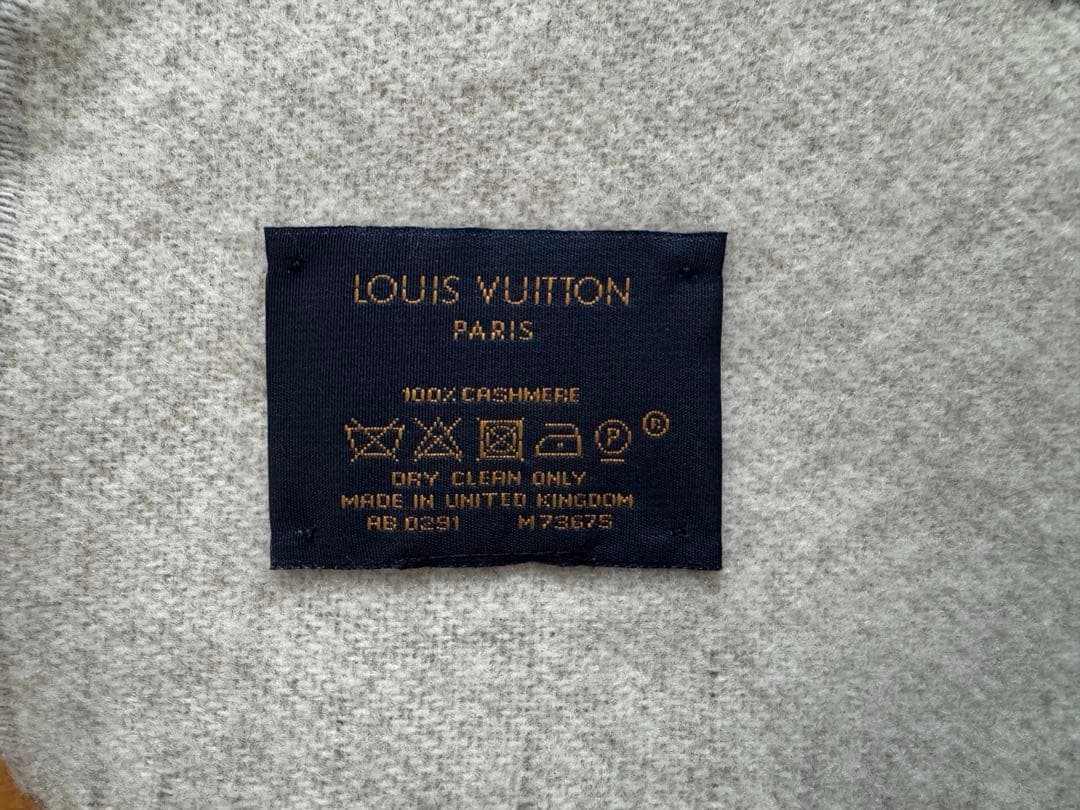 LOUIS VUITTON
PARIS
100% CASHMERE
P ®
DRY CLEAN ONLY
MADE IN UNITED KINGDOM
AB 0291 M73675